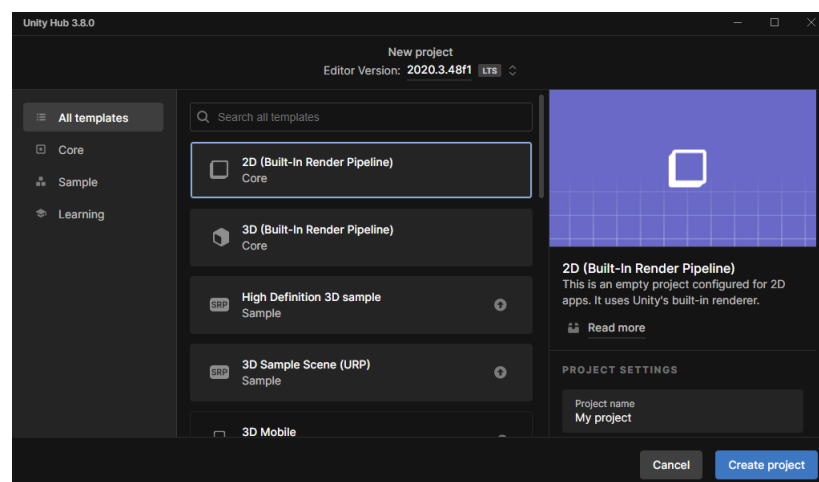 Unity Hub 3.8.0
New project
Editor Version: 2020.3.48f1 LTS
All templates
Core
Sample
Learning
Search all templates
2D (Built-In Render Pipeline)
Core
3D (Built-In Render Pipeline)
Core
SRP
High Definition 3D sample
Sample
SRP
3D Sample Scene (URP)
Sample
3D Mobile
2D (Built-In Render Pipeline)
This is an empty project configured for 2D
apps. It uses Unity's built-in renderer.
Read more
PROJECT SETTINGS
Project name
My project
Cancel
Create project